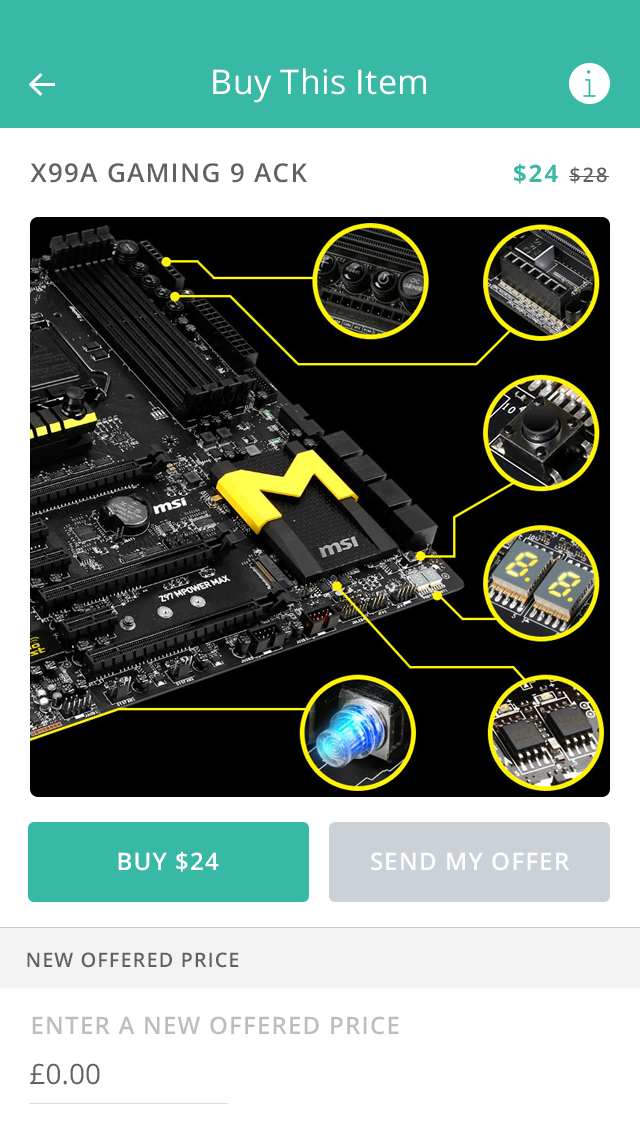 Buy This Item
i
X99A GAMING 9 ACK
$24 $28
msi
msi
Z97 MPOWER MAX
BUY $24
SEND MY OFFER
NEW OFFERED PRICE
ENTER A NEW OFFERED PRICE
£0.00